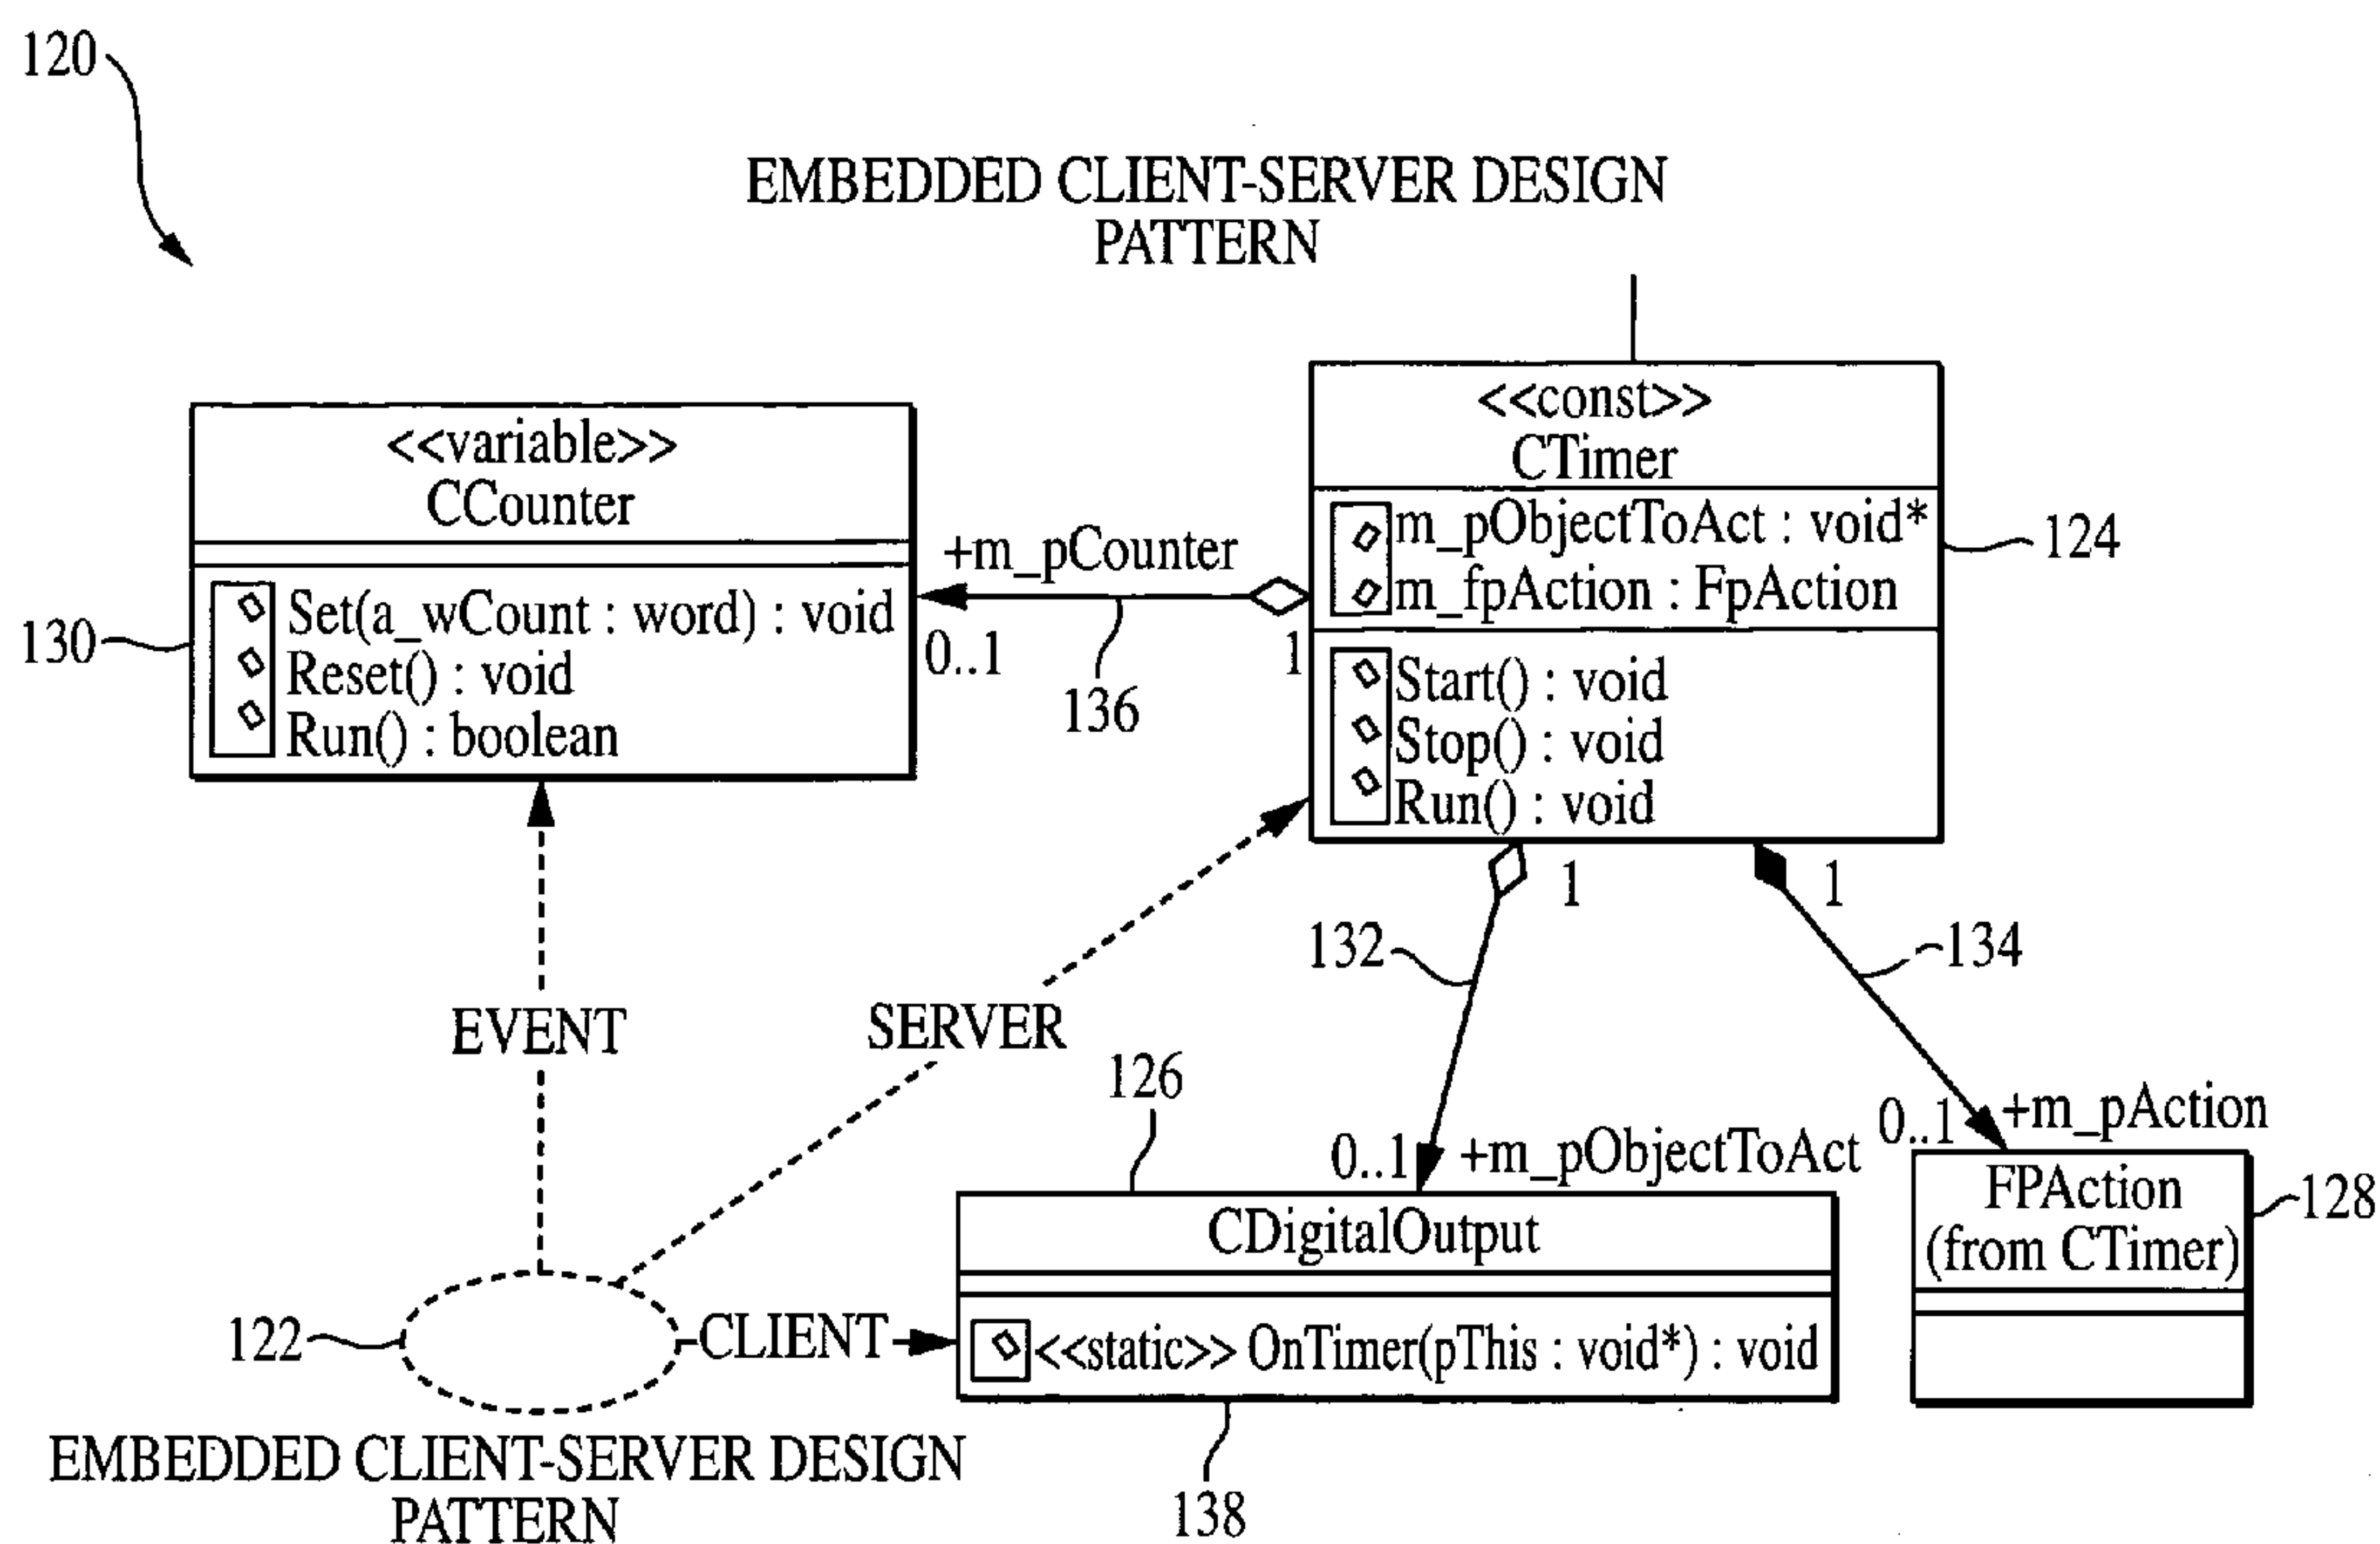 120
EMBEDDED CLIENT-SERVER DESIGN
PATTERN
<<variable>>
CCounter
Set(a_wCount : word) : void
Reset() : void
Run() : boolean
130
+m_pCounter
0..1
1
136
<<const>>
CTimer
m_pObjectToAct : void*
m_fpAction : FpAction
Start() : void
Stop() : void
Run() : void
124
1
1
132
134
EVENT
SERVER
126
0..1
+m_pObjectToAct
0..1
+m_pAction
CDigitalOutput
<<static>> OnTimer(pThis : void*) : void
FPAction
(from CTimer)
128
122
CLIENT
EMBEDDED CLIENT-SERVER DESIGN
PATTERN
138